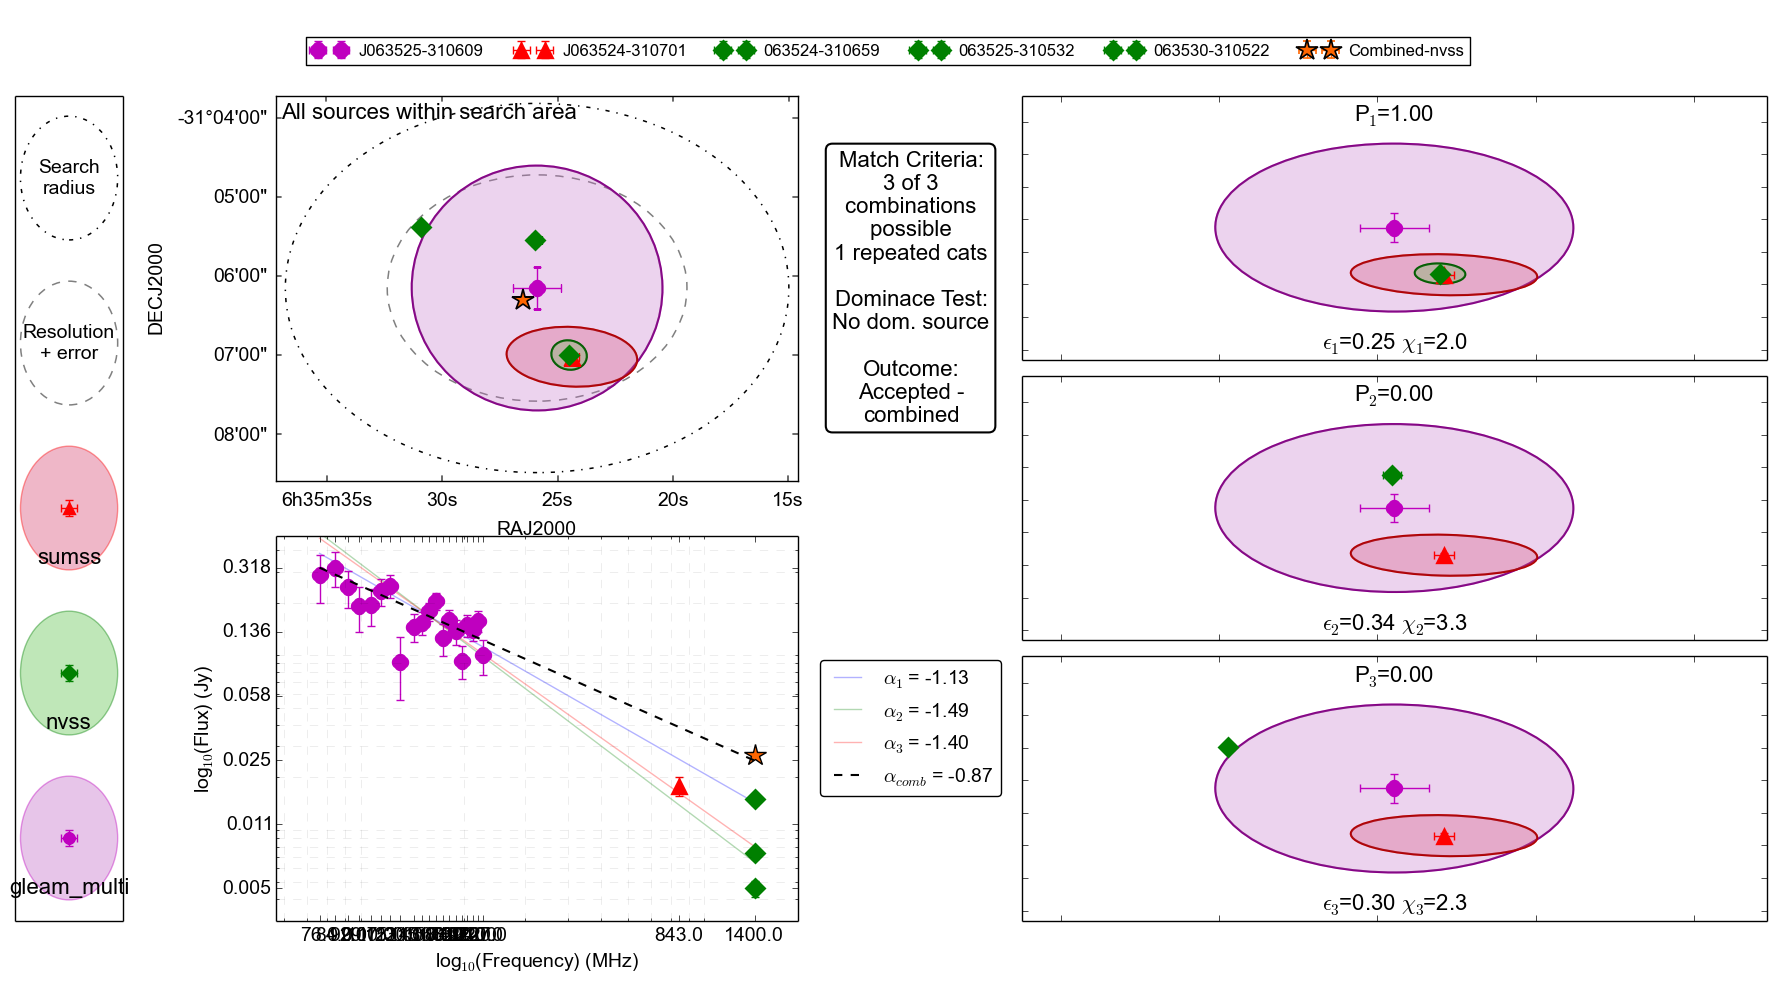 J063525-310609 J063524-310701 063524-310659 063525-310532 063530-310522 Combined-nvss
Search
radius
Resolution
+ error
sumss
nvss
gleam_multi
All sources within search area
-31°04'00"
05'00"
06'00"
07'00"
08'00"
DECJ2000
6h35m35s 30s 25s 20s 15s
RAJ2000
0.318
0.136
0.058
0.025
0.011
0.005
log10(Flux) (Jy)
843.0 1400.0
log10(Frequency) (MHz)
Match Criteria:
3 of 3
combinations
possible
1 repeated cats
Dominace Test:
No dom. source
Outcome:
Accepted -
combined
α1 = -1.13
α2 = -1.49
α3 = -1.40
αcomb = -0.87
P1=1.00
ϵ1=0.25 χ1=2.0
P2=0.00
ϵ2=0.34 χ2=3.3
P3=0.00
ϵ3=0.30 χ3=2.3